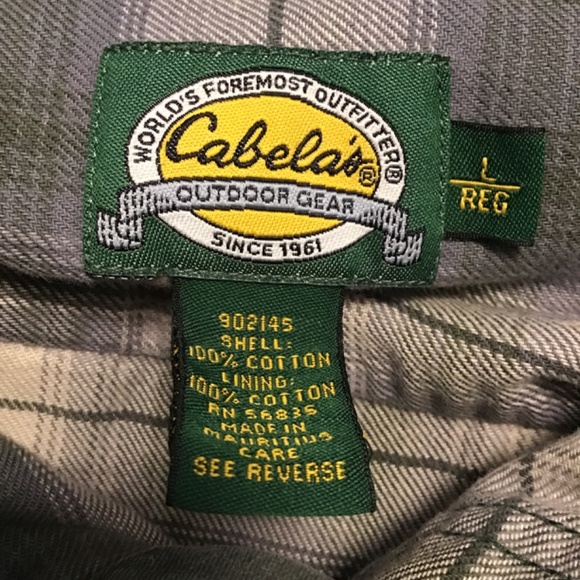 WORLD'S FOREMOST OUTFITTER®
Cabela's®
OUTDOOR GEAR
SINCE 1961
L
REG
902145
SHELL:
100% COTTON
LINING:
100% COTTON
RN 56835
MADE IN
MAURITIUS
CARE
SEE REVERSE